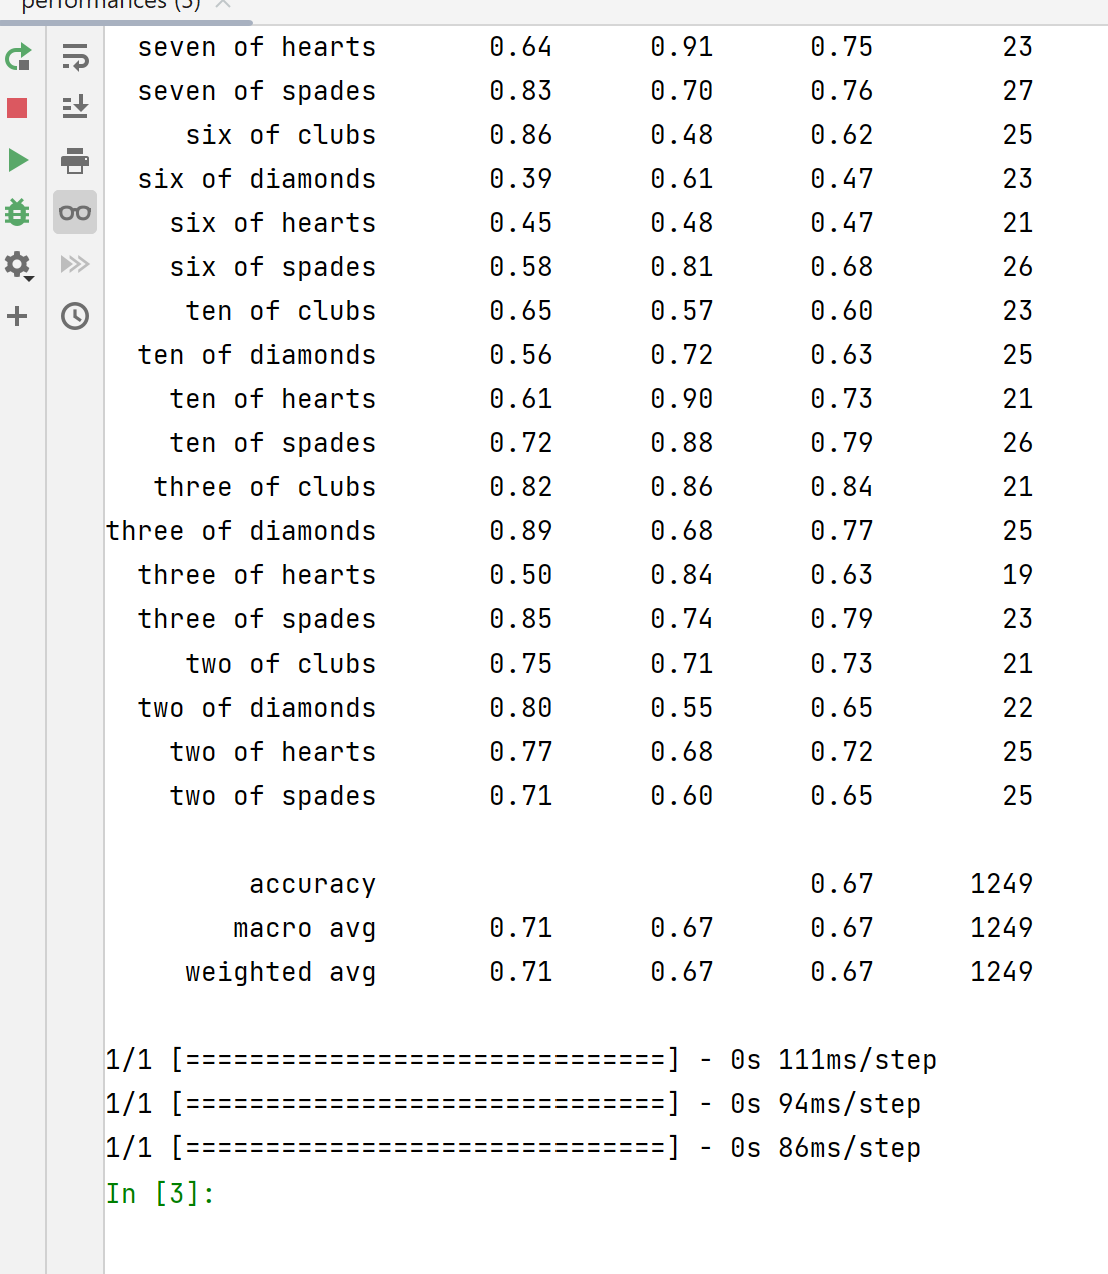 performances (5)
seven of hearts 0.64 0.91 0.75 23
seven of spades 0.83 0.70 0.76 27
six of clubs 0.86 0.48 0.62 25
six of diamonds 0.39 0.61 0.47 23
six of hearts 0.45 0.48 0.47 21
six of spades 0.58 0.81 0.68 26
ten of clubs 0.65 0.57 0.60 23
ten of diamonds 0.56 0.72 0.63 25
ten of hearts 0.61 0.90 0.73 21
ten of spades 0.72 0.88 0.79 26
three of clubs 0.82 0.86 0.84 21
three of diamonds 0.89 0.68 0.77 25
three of hearts 0.50 0.84 0.63 19
three of spades 0.85 0.74 0.79 23
two of clubs 0.75 0.71 0.73 21
two of diamonds 0.80 0.55 0.65 22
two of hearts 0.77 0.68 0.72 25
two of spades 0.71 0.60 0.65 25
accuracy 0.67 1249
macro avg 0.71 0.67 0.67 1249
weighted avg 0.71 0.67 0.67 1249
1/1 [==============================] - 0s 111ms/step
1/1 [==============================] - 0s 94ms/step
1/1 [==============================] - 0s 86ms/step
In [3]: